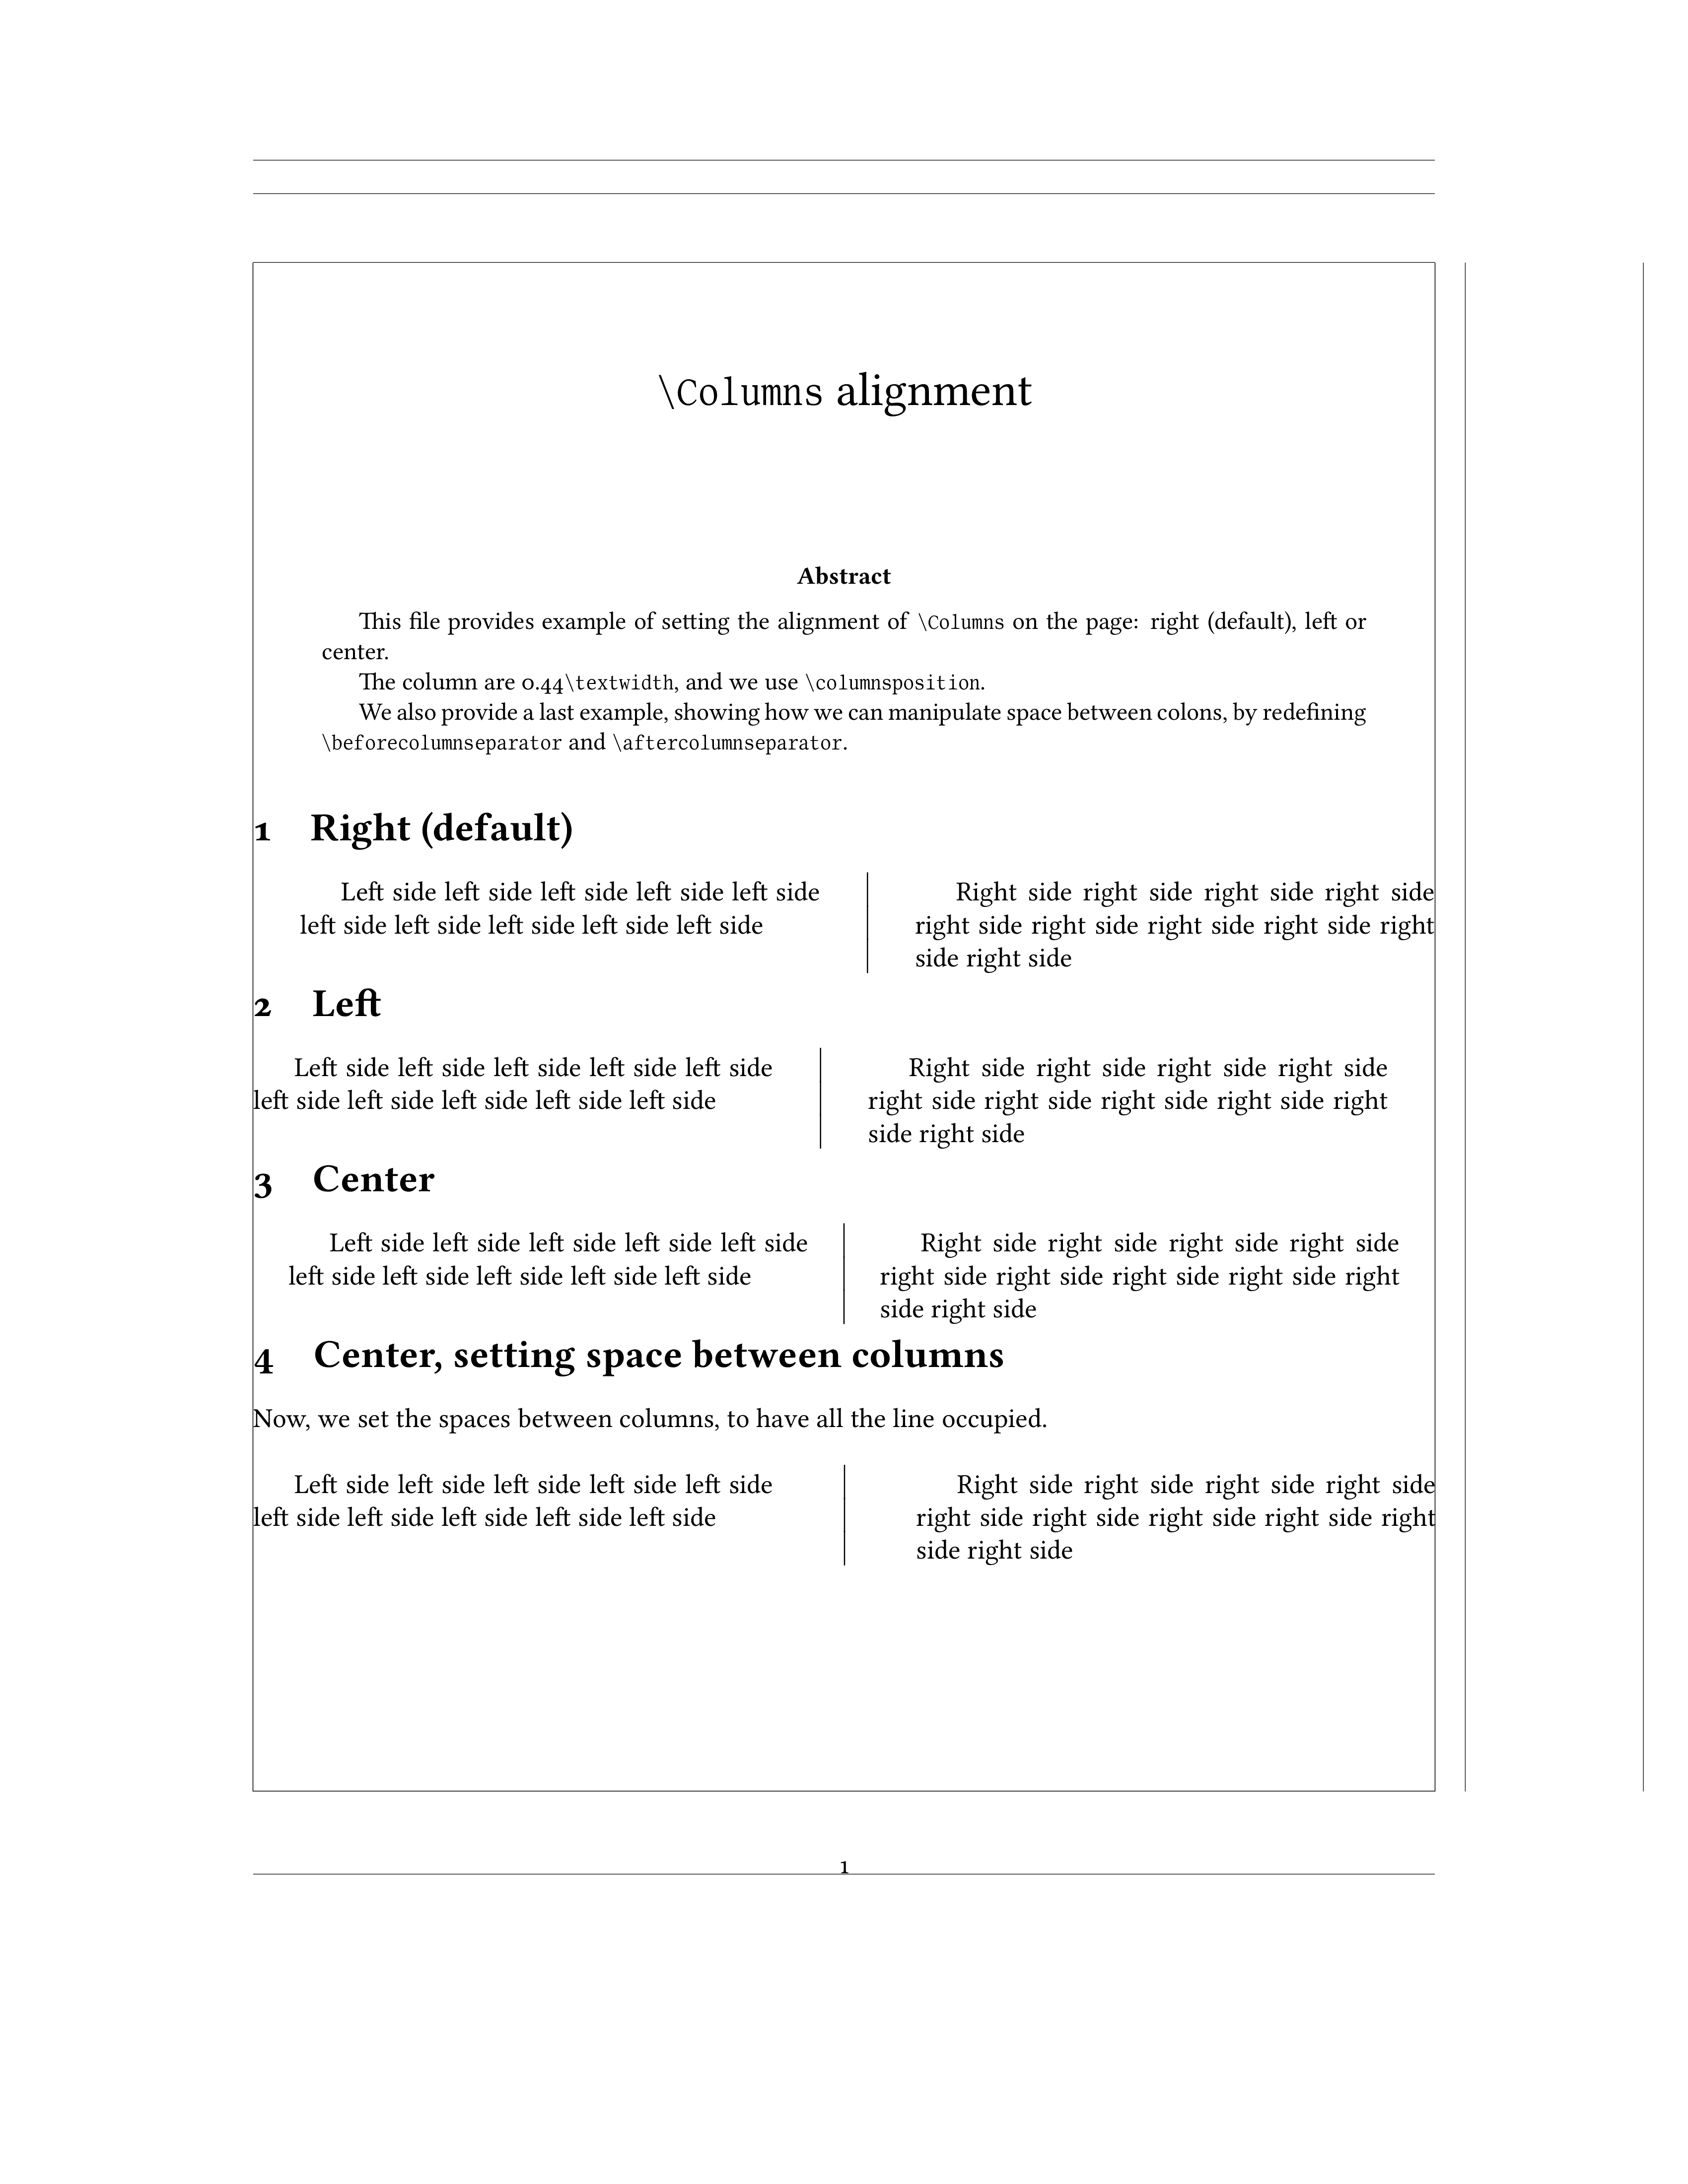 \Columns alignment
Abstract
This file provides example of setting the alignment of \Columns on the page: right (default), left or
center.
The column are 0.44\textwidth, and we use \columnsposition.
We also provide a last example, showing how we can manipulate space between colons, by redefining
\beforecolumnseparator and \aftercolumnseparator.
1 Right (default)
Left side left side left side left side left side
left side left side left side left side left side
Right side right side right side right side
right side right side right side right side right
side right side
2 Left
Left side left side left side left side left side
left side left side left side left side left side
Right side right side right side right side
right side right side right side right side right
side right side
3 Center
Left side left side left side left side left side
left side left side left side left side left side
Right side right side right side right side
right side right side right side right side right
side right side
4 Center, setting space between columns
Now, we set the spaces between columns, to have all the line occupied.
Left side left side left side left side left side
left side left side left side left side left side
Right side right side right side right side
right side right side right side right side right
side right side
1